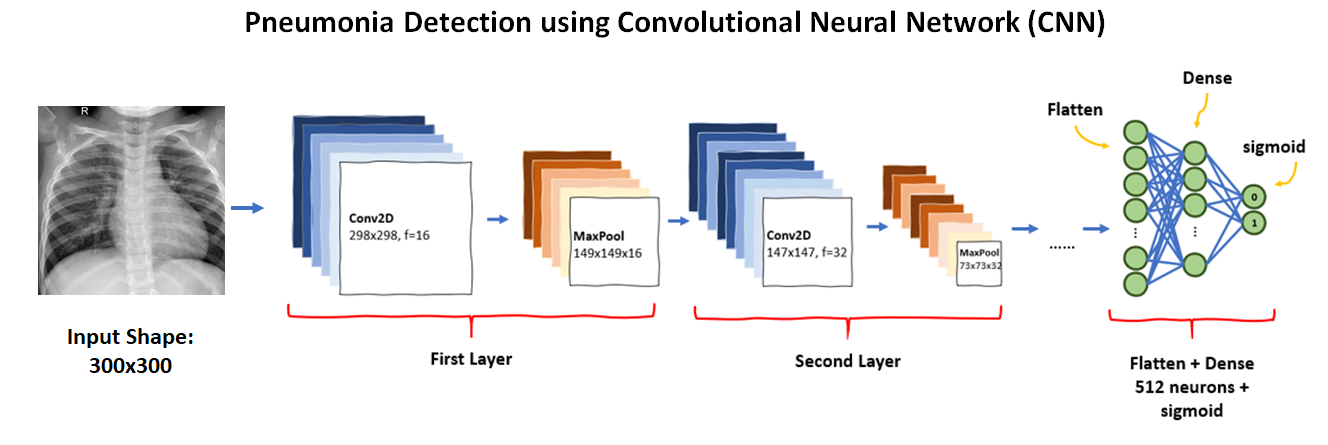 Pneumonia Detection using Convolutional Neural Network (CNN)
R
Input Shape:
300x300
Conv2D
298x298, f=16
MaxPool
149x149x16
First Layer
Conv2D
147x147, f=32
MaxPool
73x73x32
Second Layer
......
Flatten
Dense
sigmoid
0
1
Flatten + Dense
512 neurons +
sigmoid